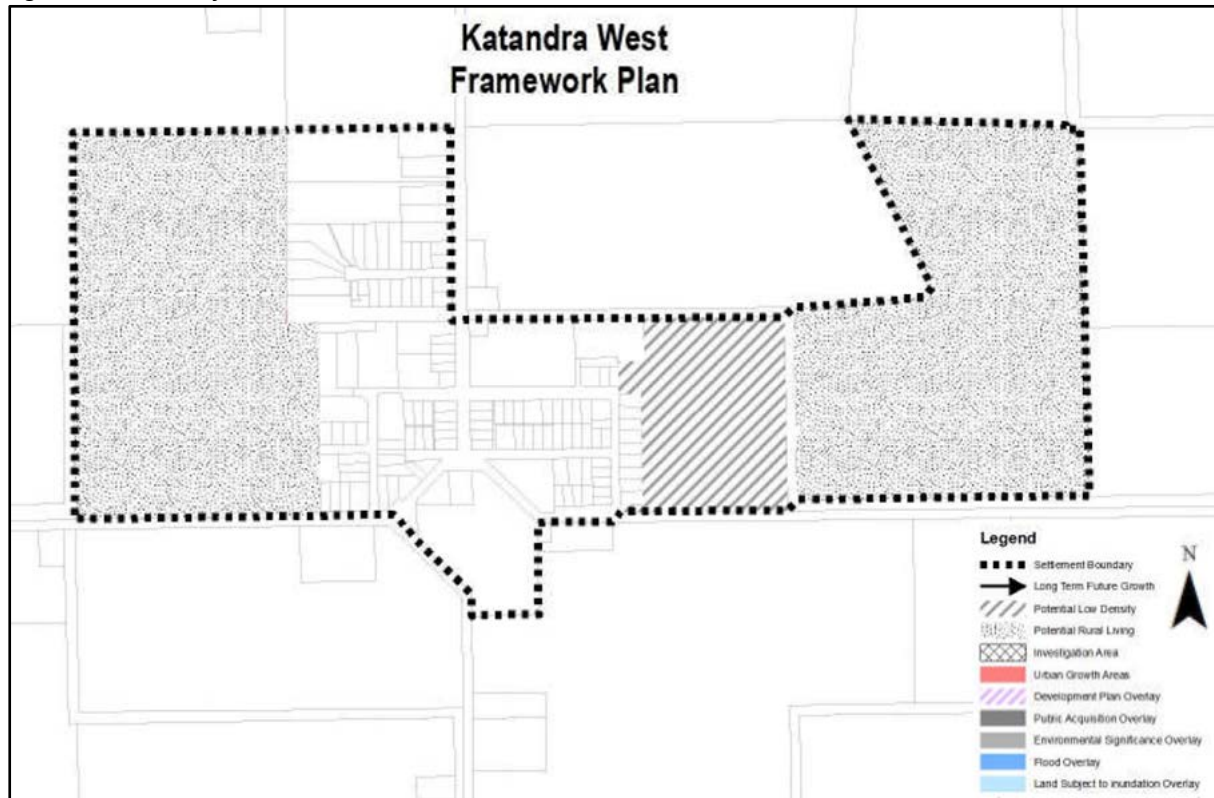 Katandra West
Framework Plan
Legend
N
Settlement Boundary
Long Term Future Growth
Potential Low Density
Potential Rural Living
Investigation Area
Urban Growth Areas
Development Plan Overlay
Public Acquisition Overlay
Environmental Significance Overlay
Flood Overlay
Land Subject to inundation Overlay